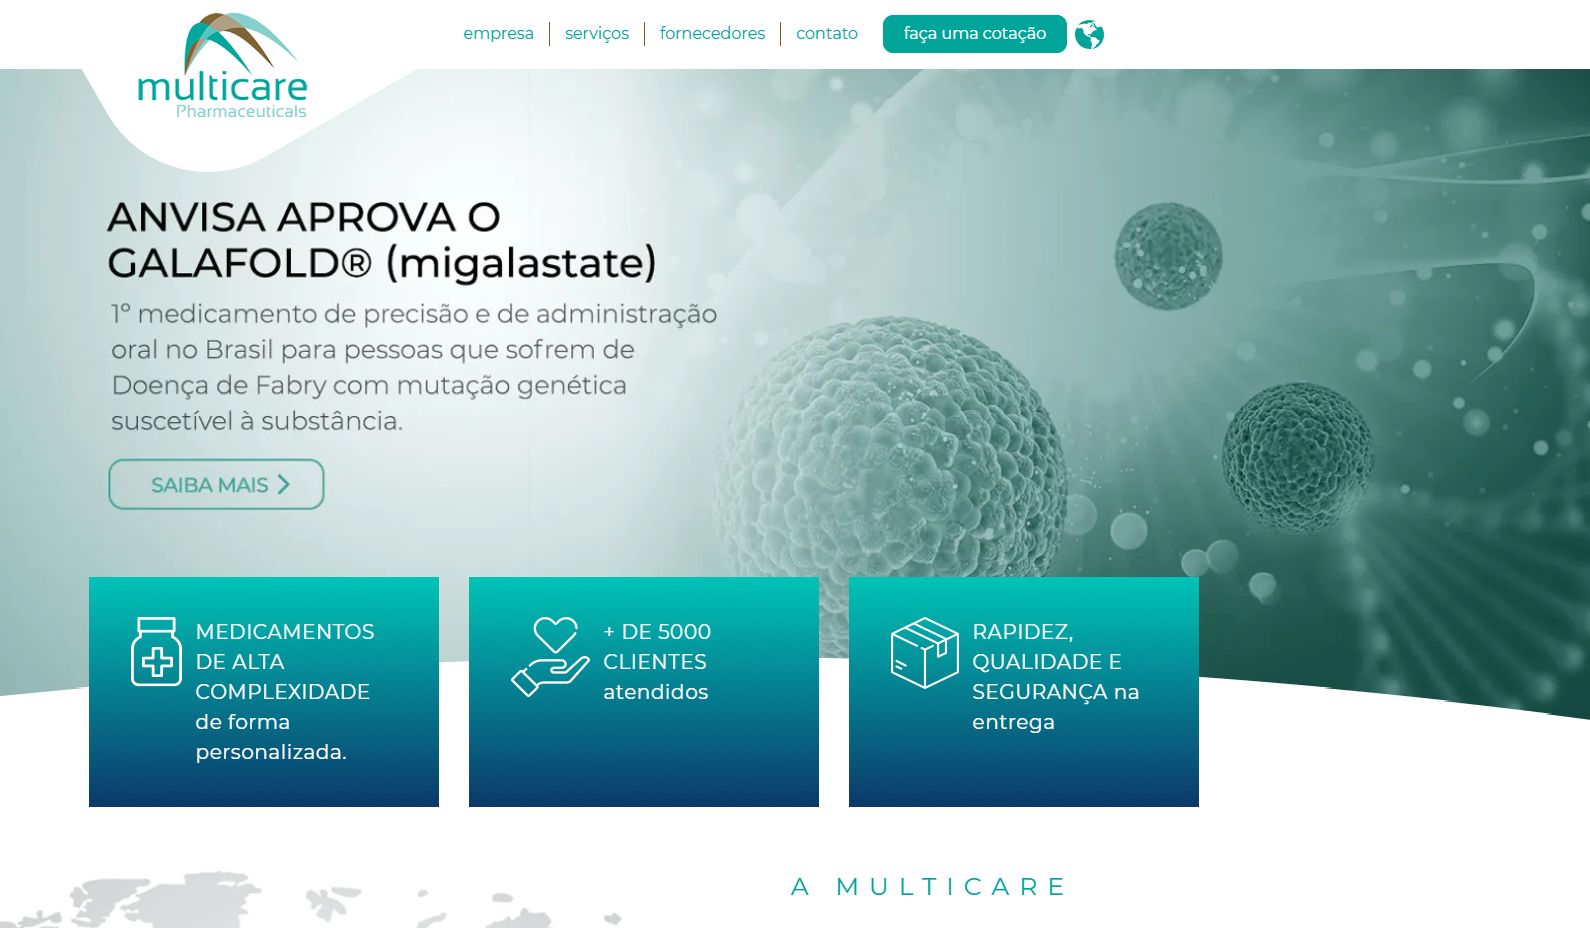 multicare
Pharmaceuticals
empresa
serviços
fornecedores
contato
faça uma cotação
ANVISA APROVA O
GALAFOLD® (migalastate)
1º medicamento de precisão e de administração
oral no Brasil para pessoas que sofrem de
Doença de Fabry com mutação genética
suscetível à substância.
SAIBA MAIS
MEDICAMENTOS
DE ALTA
COMPLEXIDADE
de forma
personalizada.
+ DE 5000
CLIENTES
atendidos
RAPIDEZ,
QUALIDADE E
SEGURANÇA na
entrega
A MULTICARE